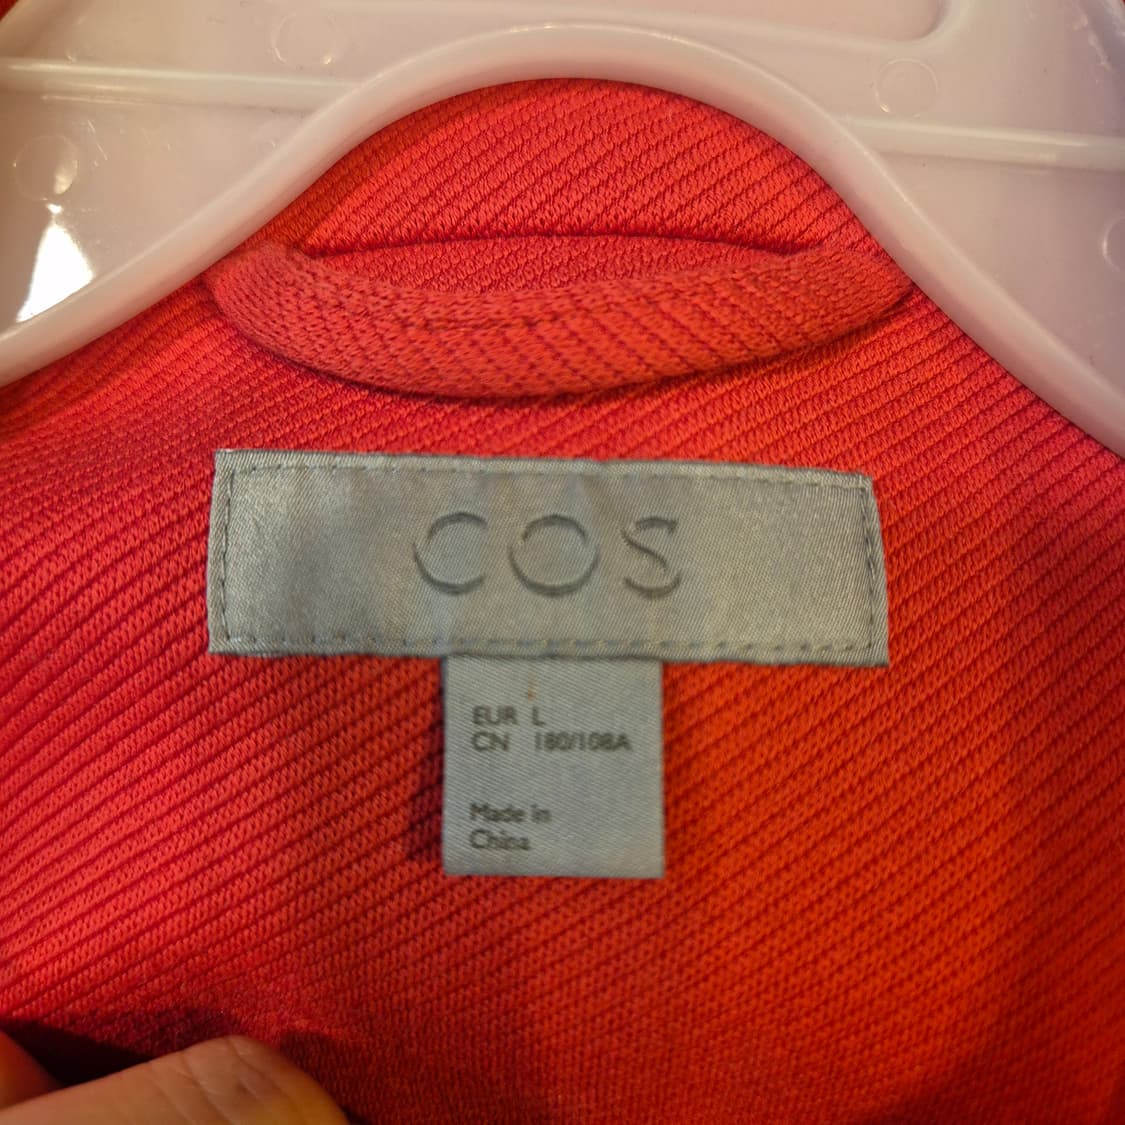 COS
EUR L
CN 180/108A
Made in
China